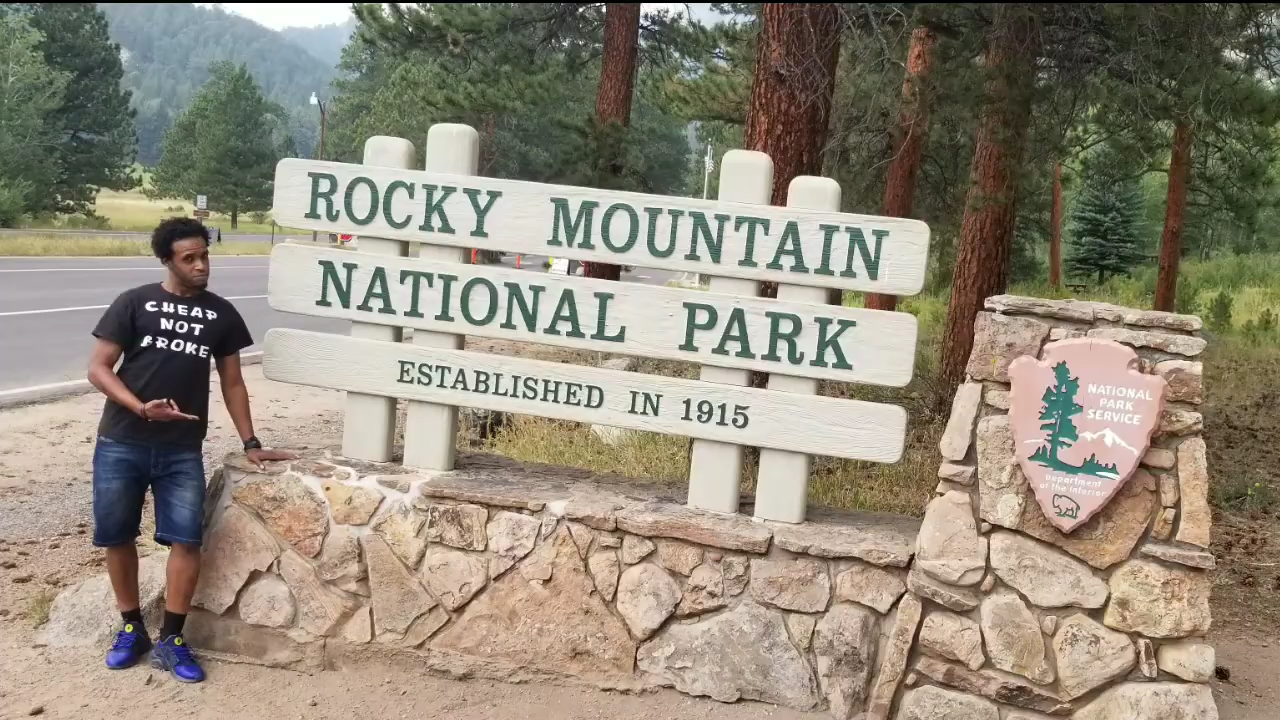 CHEAP
NOT
BROKE
ROCKY MOUNTAIN
NATIONAL PARK
ESTABLISHED IN 1915
NATIONAL
PARK
SERVICE
Department
of the Interior